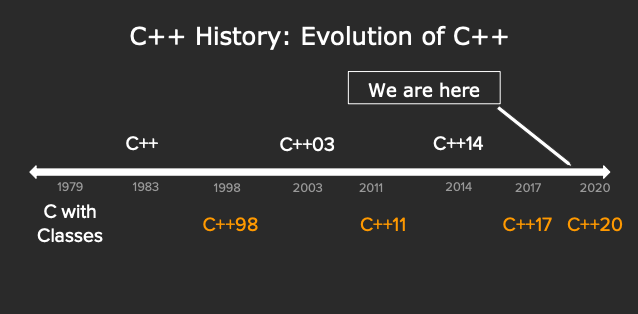 C++ History: Evolution of C++
We are here
C++ C++03 C++14
1979 1983 1998 2003 2011 2014 2017 2020
C with
Classes
C++98 C++11 C++17 C++20